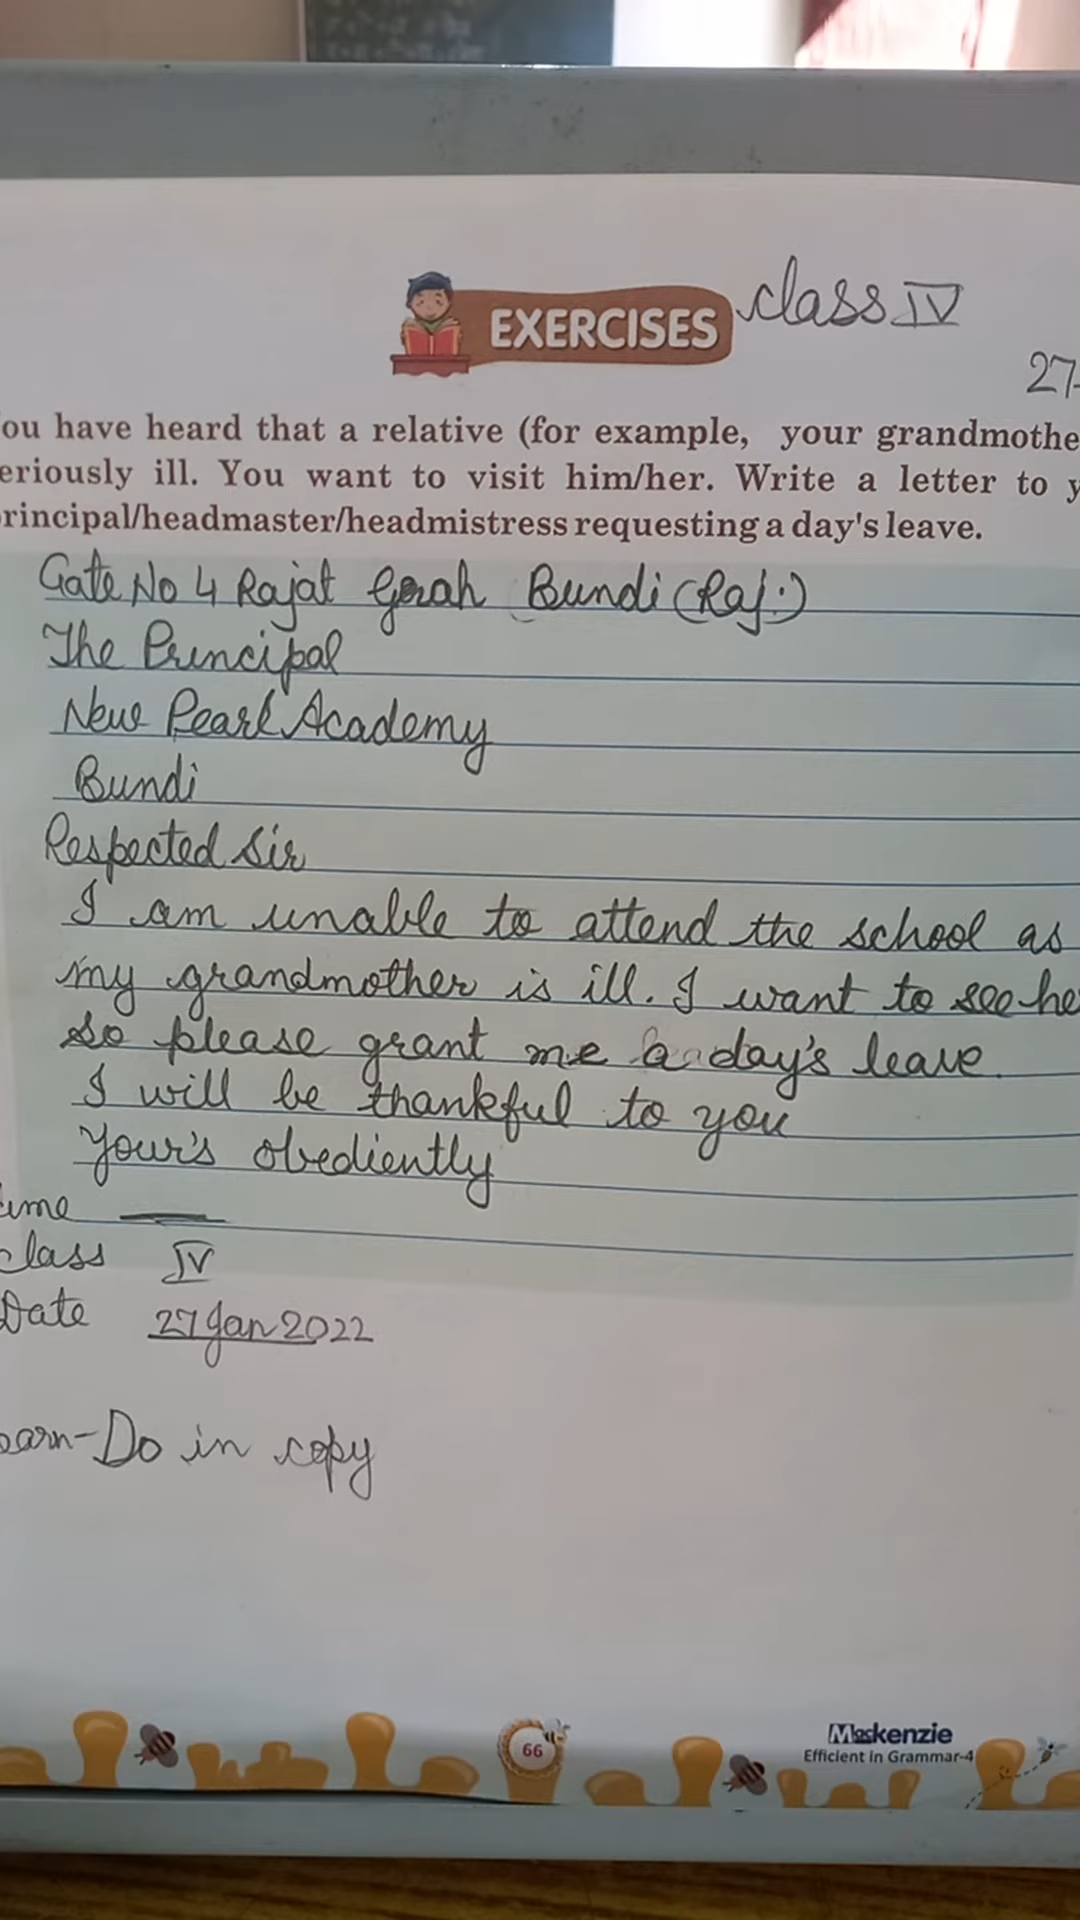 EXERCISES class IV
27-
ou have heard that a relative (for example, your grandmothe
eriously ill. You want to visit him/her. Write a letter to y
rincipal/headmaster/headmistress requesting a day's leave.
Gate No 4 Rajat Grah Bundi (Raj.)
The Principal
New Pearl Academy
Bundi
Respected Sir
I am unable to attend the school as
my grandmother is ill. I want to see he
so please grant me a day's leave.
I will be thankful to you
Your's obediently
ame
class IV
Date 27 Jan 2022
earn-Do in copy
66
Maskenzie
Efficient in Grammar-4